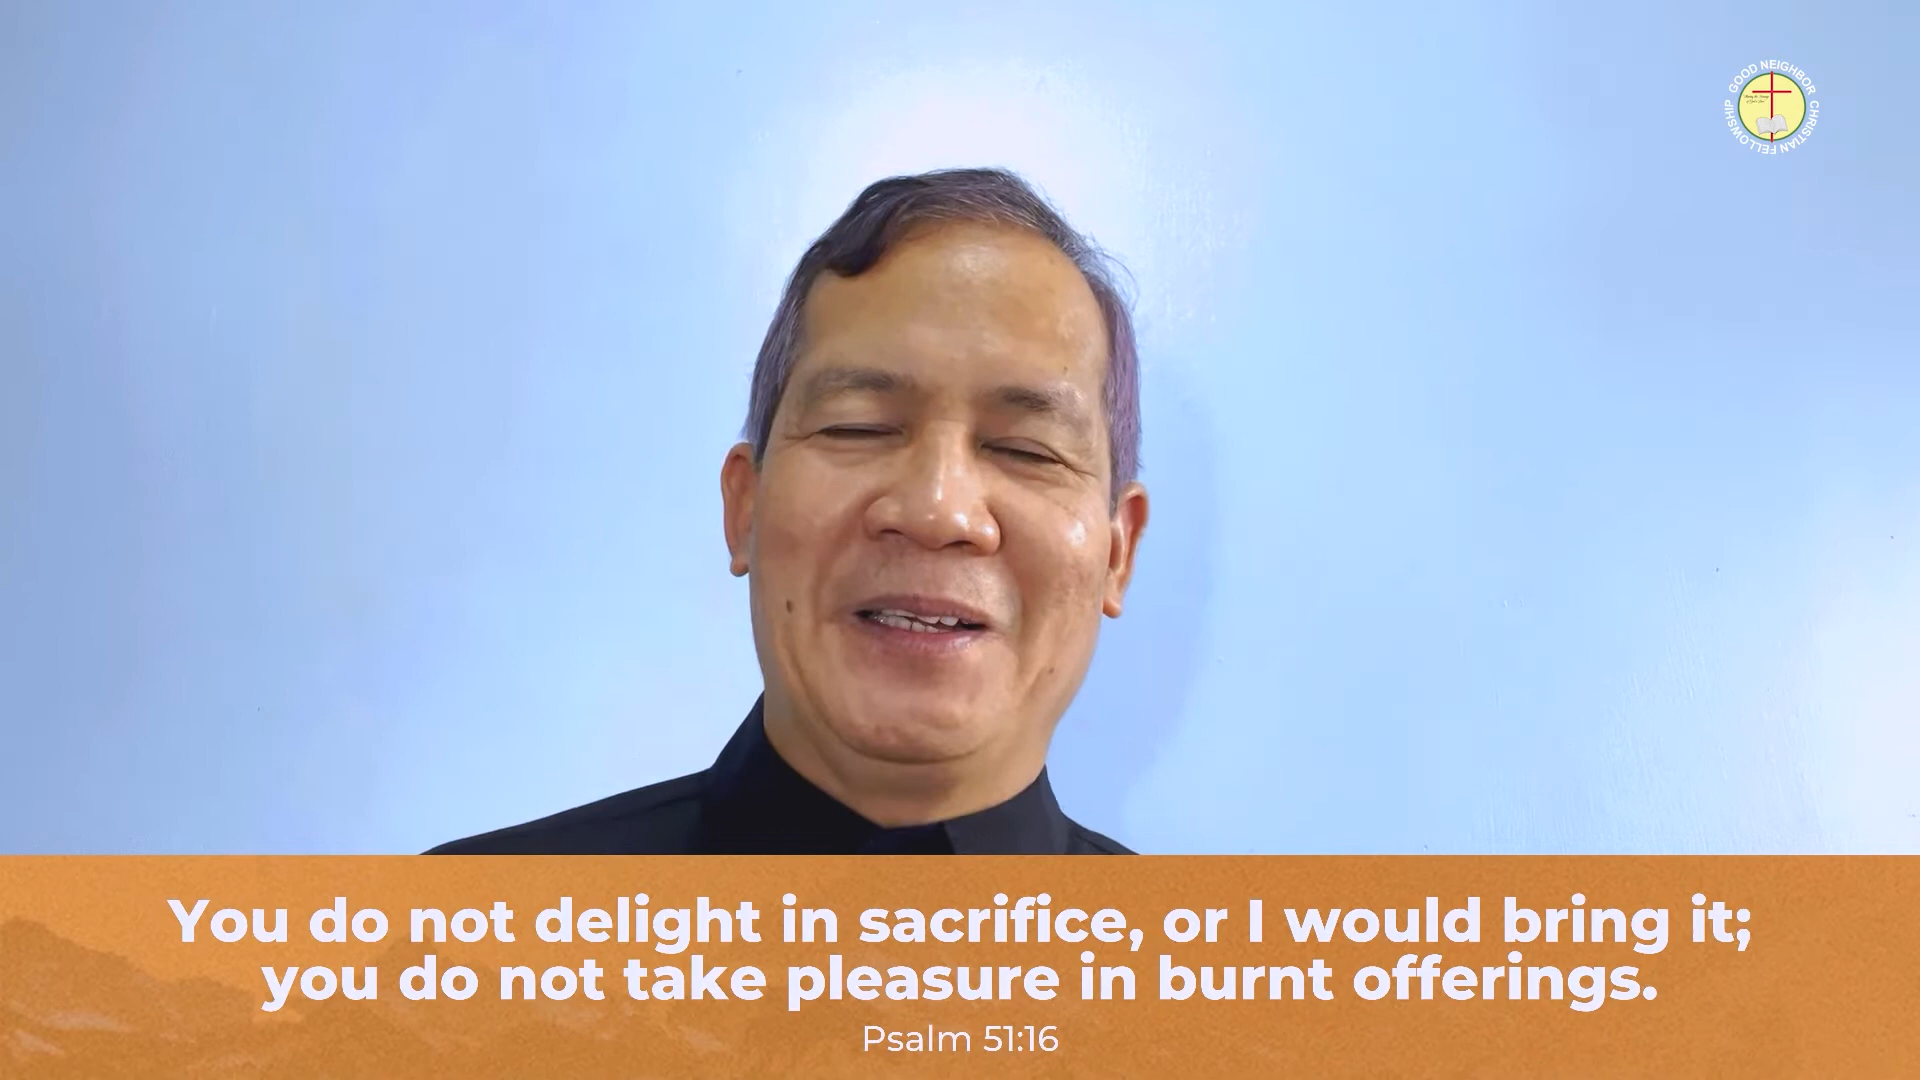 GOOD NEIGHBOR CHRISTIAN FELLOWSHIP
You do not delight in sacrifice, or I would bring it;
you do not take pleasure in burnt offerings.
Psalm 51:16